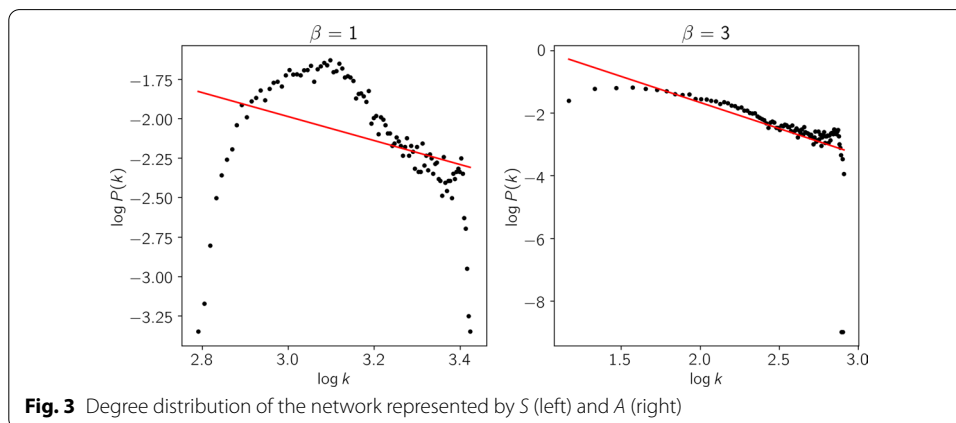 β = 1
−1.75
−2.00
−2.25
−2.50
−2.75
−3.00
−3.25
log P(k)
2.8 3.0 3.2 3.4
log k
β = 3
0
−2
−4
−6
−8
log P(k)
1.5 2.0 2.5 3.0
log k
Fig. 3 Degree distribution of the network represented by S (left) and A (right)